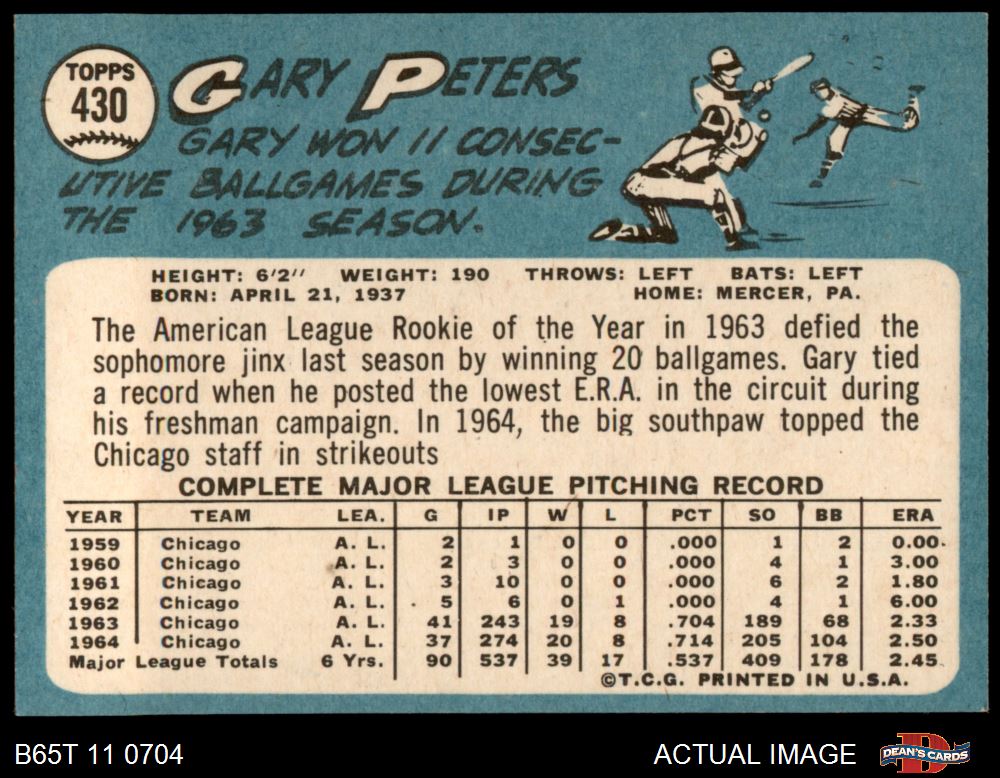 TOPPS
430
GARY PETERS
GARY WON 11 CONSEC-
UTIVE BALLGAMES DURING
THE 1963 SEASON.
HEIGHT: 6'2" WEIGHT: 190 THROWS: LEFT BATS: LEFT
BORN: APRIL 21, 1937 HOME: MERCER, PA.
The American League Rookie of the Year in 1963 defied the
sophomore jinx last season by winning 20 ballgames. Gary tied
a record when he posted the lowest E.R.A. in the circuit during
his freshman campaign. In 1964, the big southpaw topped the
Chicago staff in strikeouts
COMPLETE MAJOR LEAGUE PITCHING RECORD
YEAR TEAM LEA. G IP W L PCT SO BB ERA
1959 Chicago A. L. 2 1 0 0 .000 1 2 0.00
1960 Chicago A. L. 2 3 0 0 .000 4 1 3.00
1961 Chicago A. L. 3 10 0 0 .000 6 2 1.80
1962 Chicago A. L. 5 6 0 1 .000 4 1 6.00
1963 Chicago A. L. 41 243 19 8 .704 189 68 2.33
1964 Chicago A. L. 37 274 20 8 .714 205 104 2.50
Major League Totals 6 Yrs. 90 537 39 17 .537 409 178 2.45
©T.C.G. PRINTED IN U.S.A.
B65T 11 0704 ACTUAL IMAGE DEAN'S CARDS